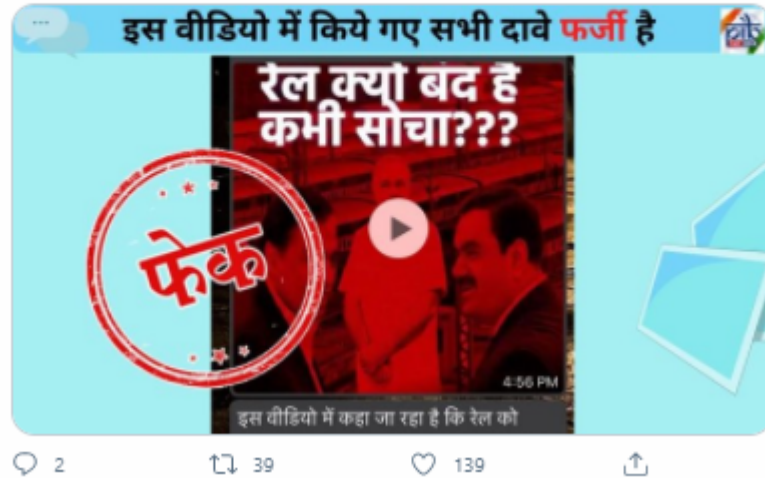 इस वीडियो में किये गए सभी दावे फर्जी है
रेल क्यों बंद है
कभी सोचा???
फेक
4:56 PM
इस वीडियो में कहा जा रहा है कि रेल को
2
39
139